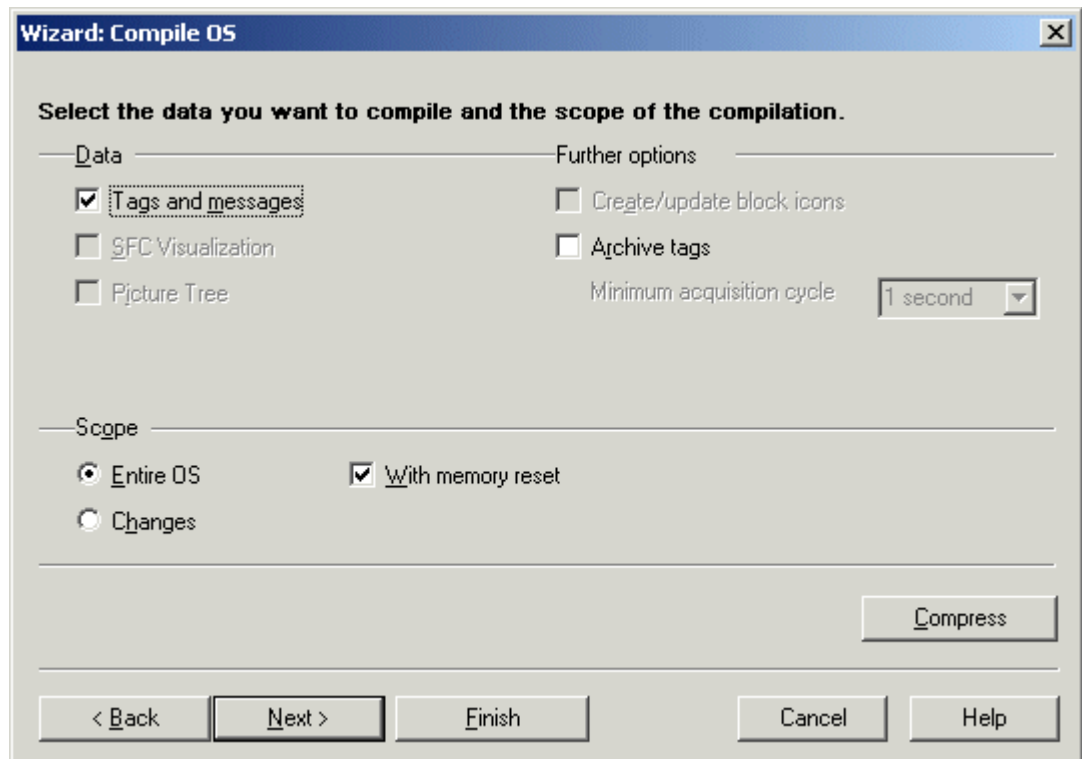 Wizard: Compile OS
Select the data you want to compile and the scope of the compilation.
Data
Further options
Tags and messages
Create/update block icons
SFC Visualization
Archive tags
Picture Tree
Minimum acquisition cycle
1 second
Scope
Entire OS
With memory reset
Changes
Compress
< Back
Next >
Finish
Cancel
Help